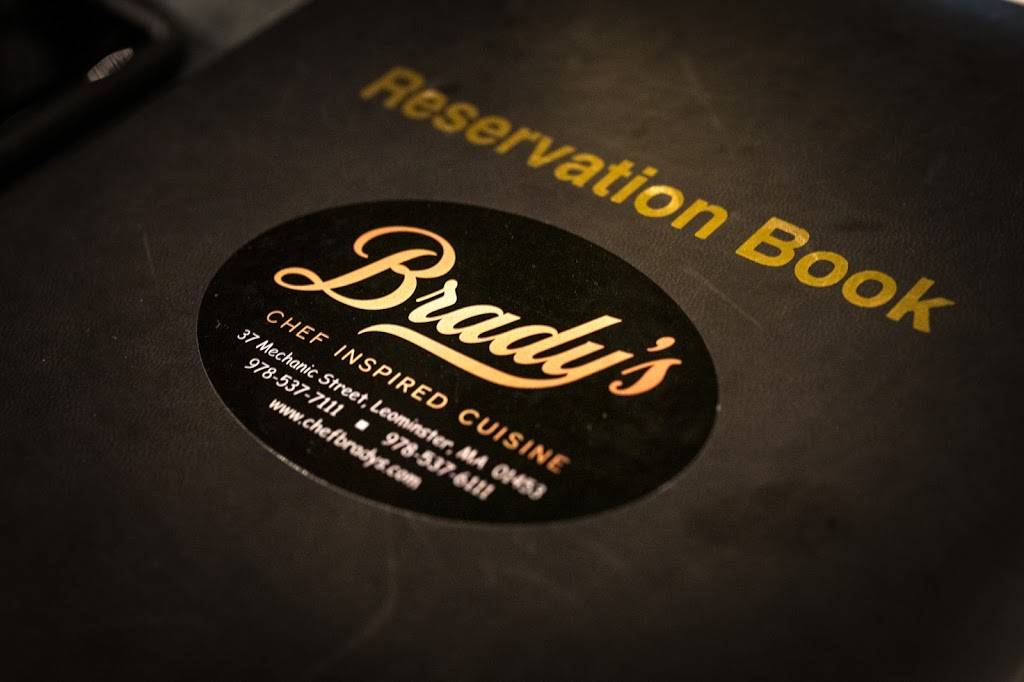 Reservation Book
Brady's
CHEF INSPIRED CUISINE
37 Mechanic Street, Leominster, MA 01453
978-537-7111 ■ 978-537-6111
www.chefbradys.com